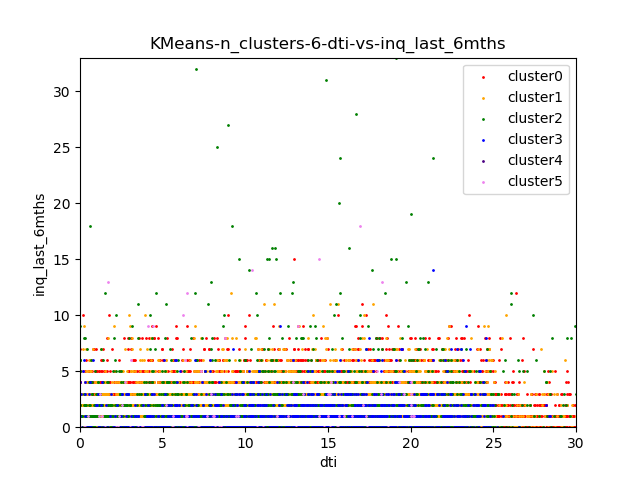 KMeans-n_clusters-6-dti-vs-inq_last_6mths
cluster0
cluster1
cluster2
cluster3
cluster4
cluster5
30
25
20
15
10
5
0
inq_last_6mths
0 5 10 15 20 25 30
dti